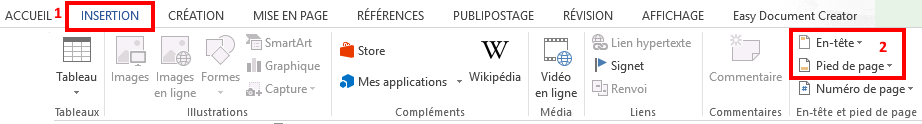 ACCUEIL 1 INSERTION CRÉATION MISE EN PAGE RÉFÉRENCES PUBLIPOSTAGE RÉVISION AFFICHAGE Easy Document Creator
Tableau
Tableaux
Images
Images en ligne
Formes
SmartArt
Graphique
Capture
Illustrations
Store
Mes applications
W
Wikipédia
Compléments
Vidéo en ligne
Média
Lien hypertexte
Signet
Renvoi
Liens
Commentaire
Commentaires
En-tête 2
Pied de page
Numéro de page
#
En-tête et pied de page